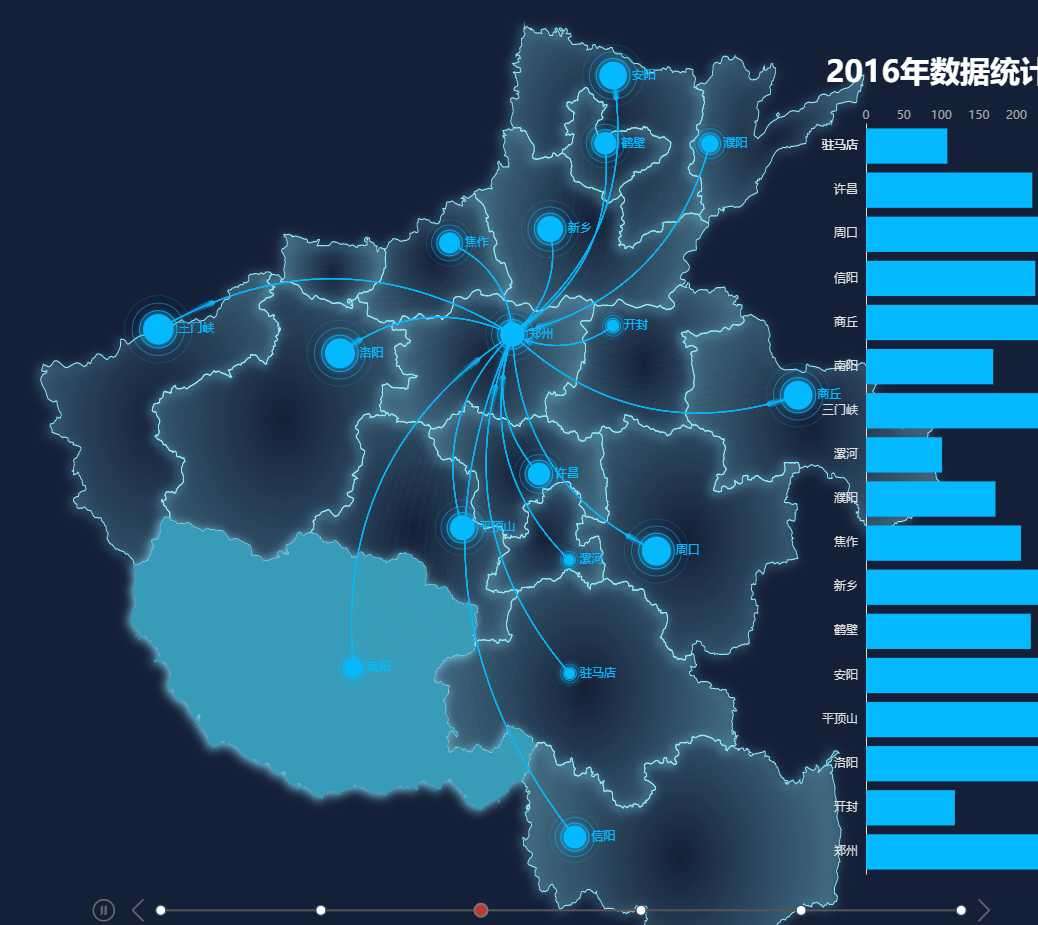 2016年数据统计
0 50 100 150 200
驻马店
许昌
周口
信阳
商丘
南阳
三门峡
漯河
濮阳
焦作
新乡
鹤壁
安阳
平顶山
洛阳
开封
郑州
安阳
鹤壁
濮阳
新乡
焦作
三门峡
洛阳
郑州
开封
商丘
许昌
平顶山
周口
漯河
南阳
驻马店
信阳